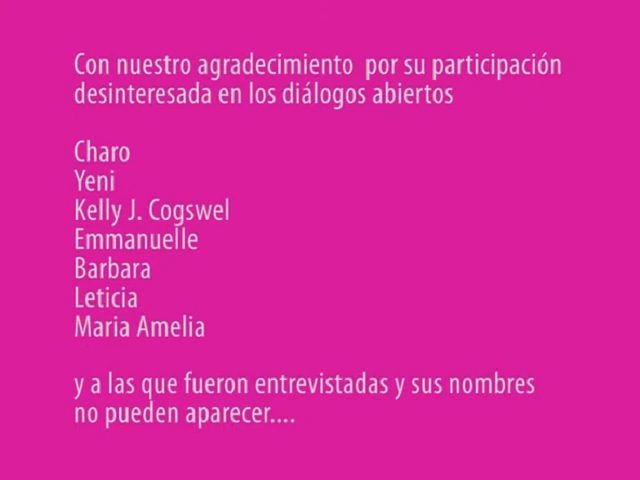 Con nuestro agradecimiento  por su participación
desinteresada en los diálogos abiertos
Charo
Yeni
Kelly J. Cogswel
Emmanuelle
Barbara
Leticia
Maria Amelia
y a las que fueron entrevistadas y sus nombres
no pueden aparecer....